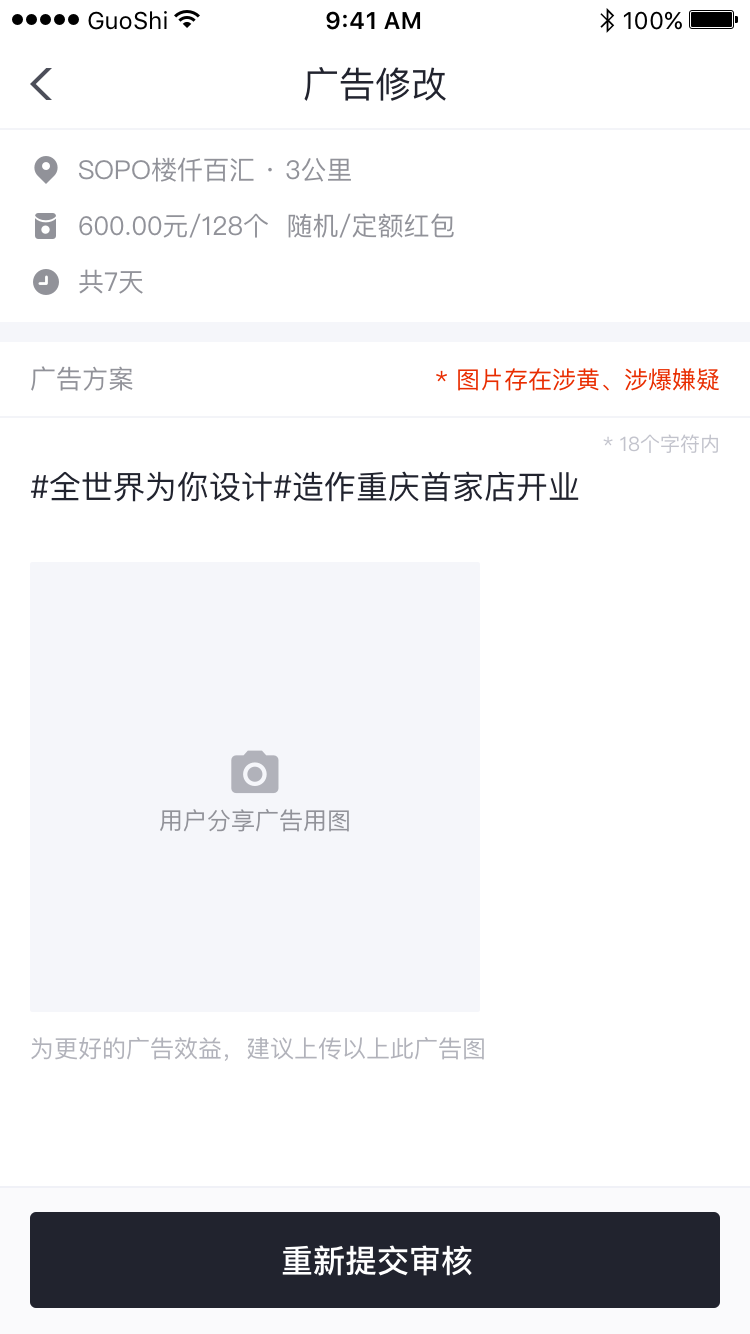 GuoShi 9:41 AM 100%
广告修改
SOPO楼仟百汇 · 3公里
600.00元/128个 随机/定额红包
共7天
广告方案 * 图片存在涉黄、涉爆嫌疑
* 18个字符内
#全世界为你设计#造作重庆首家店开业
用户分享广告用图
为更好的广告效益，建议上传以上此广告图
重新提交审核